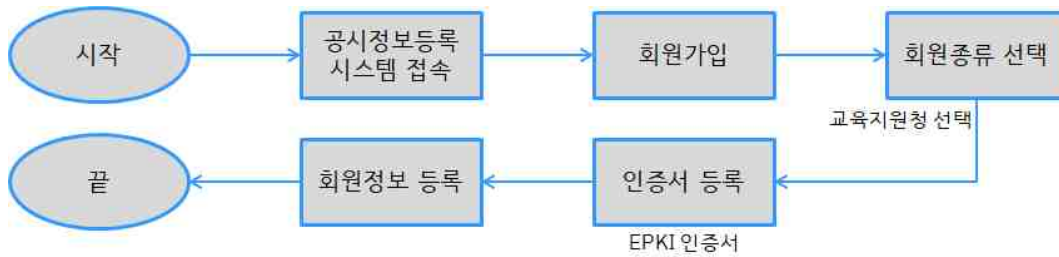 시작
공시정보등록
시스템 접속
회원가입
회원종류 선택
교육지원청 선택
끝
회원정보 등록
인증서 등록
EPKI 인증서